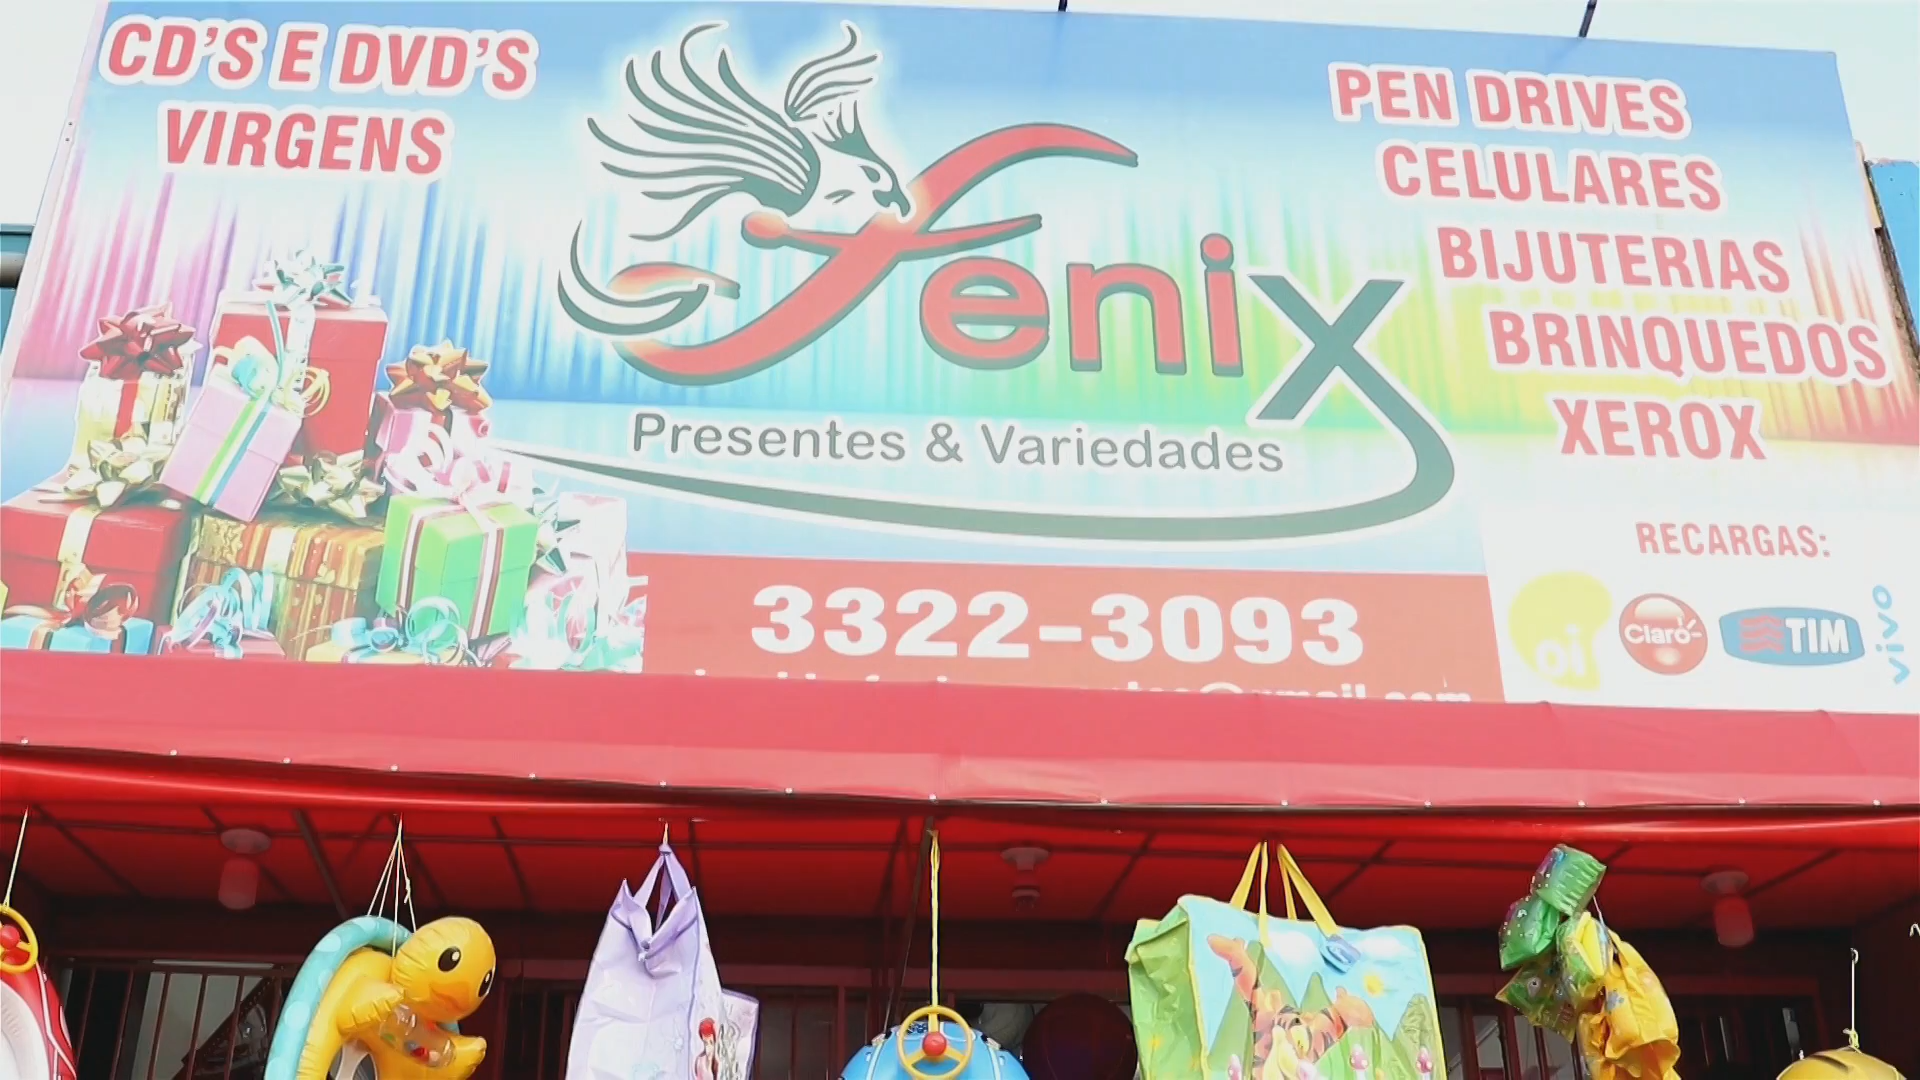 CD'S E DVD'S
VIRGENS
Fenix
Presentes & Variedades
3322-3093
PEN DRIVES
CELULARES
BIJUTERIAS
BRINQUEDOS
XEROX
RECARGAS:
oi Claro TIM vivo